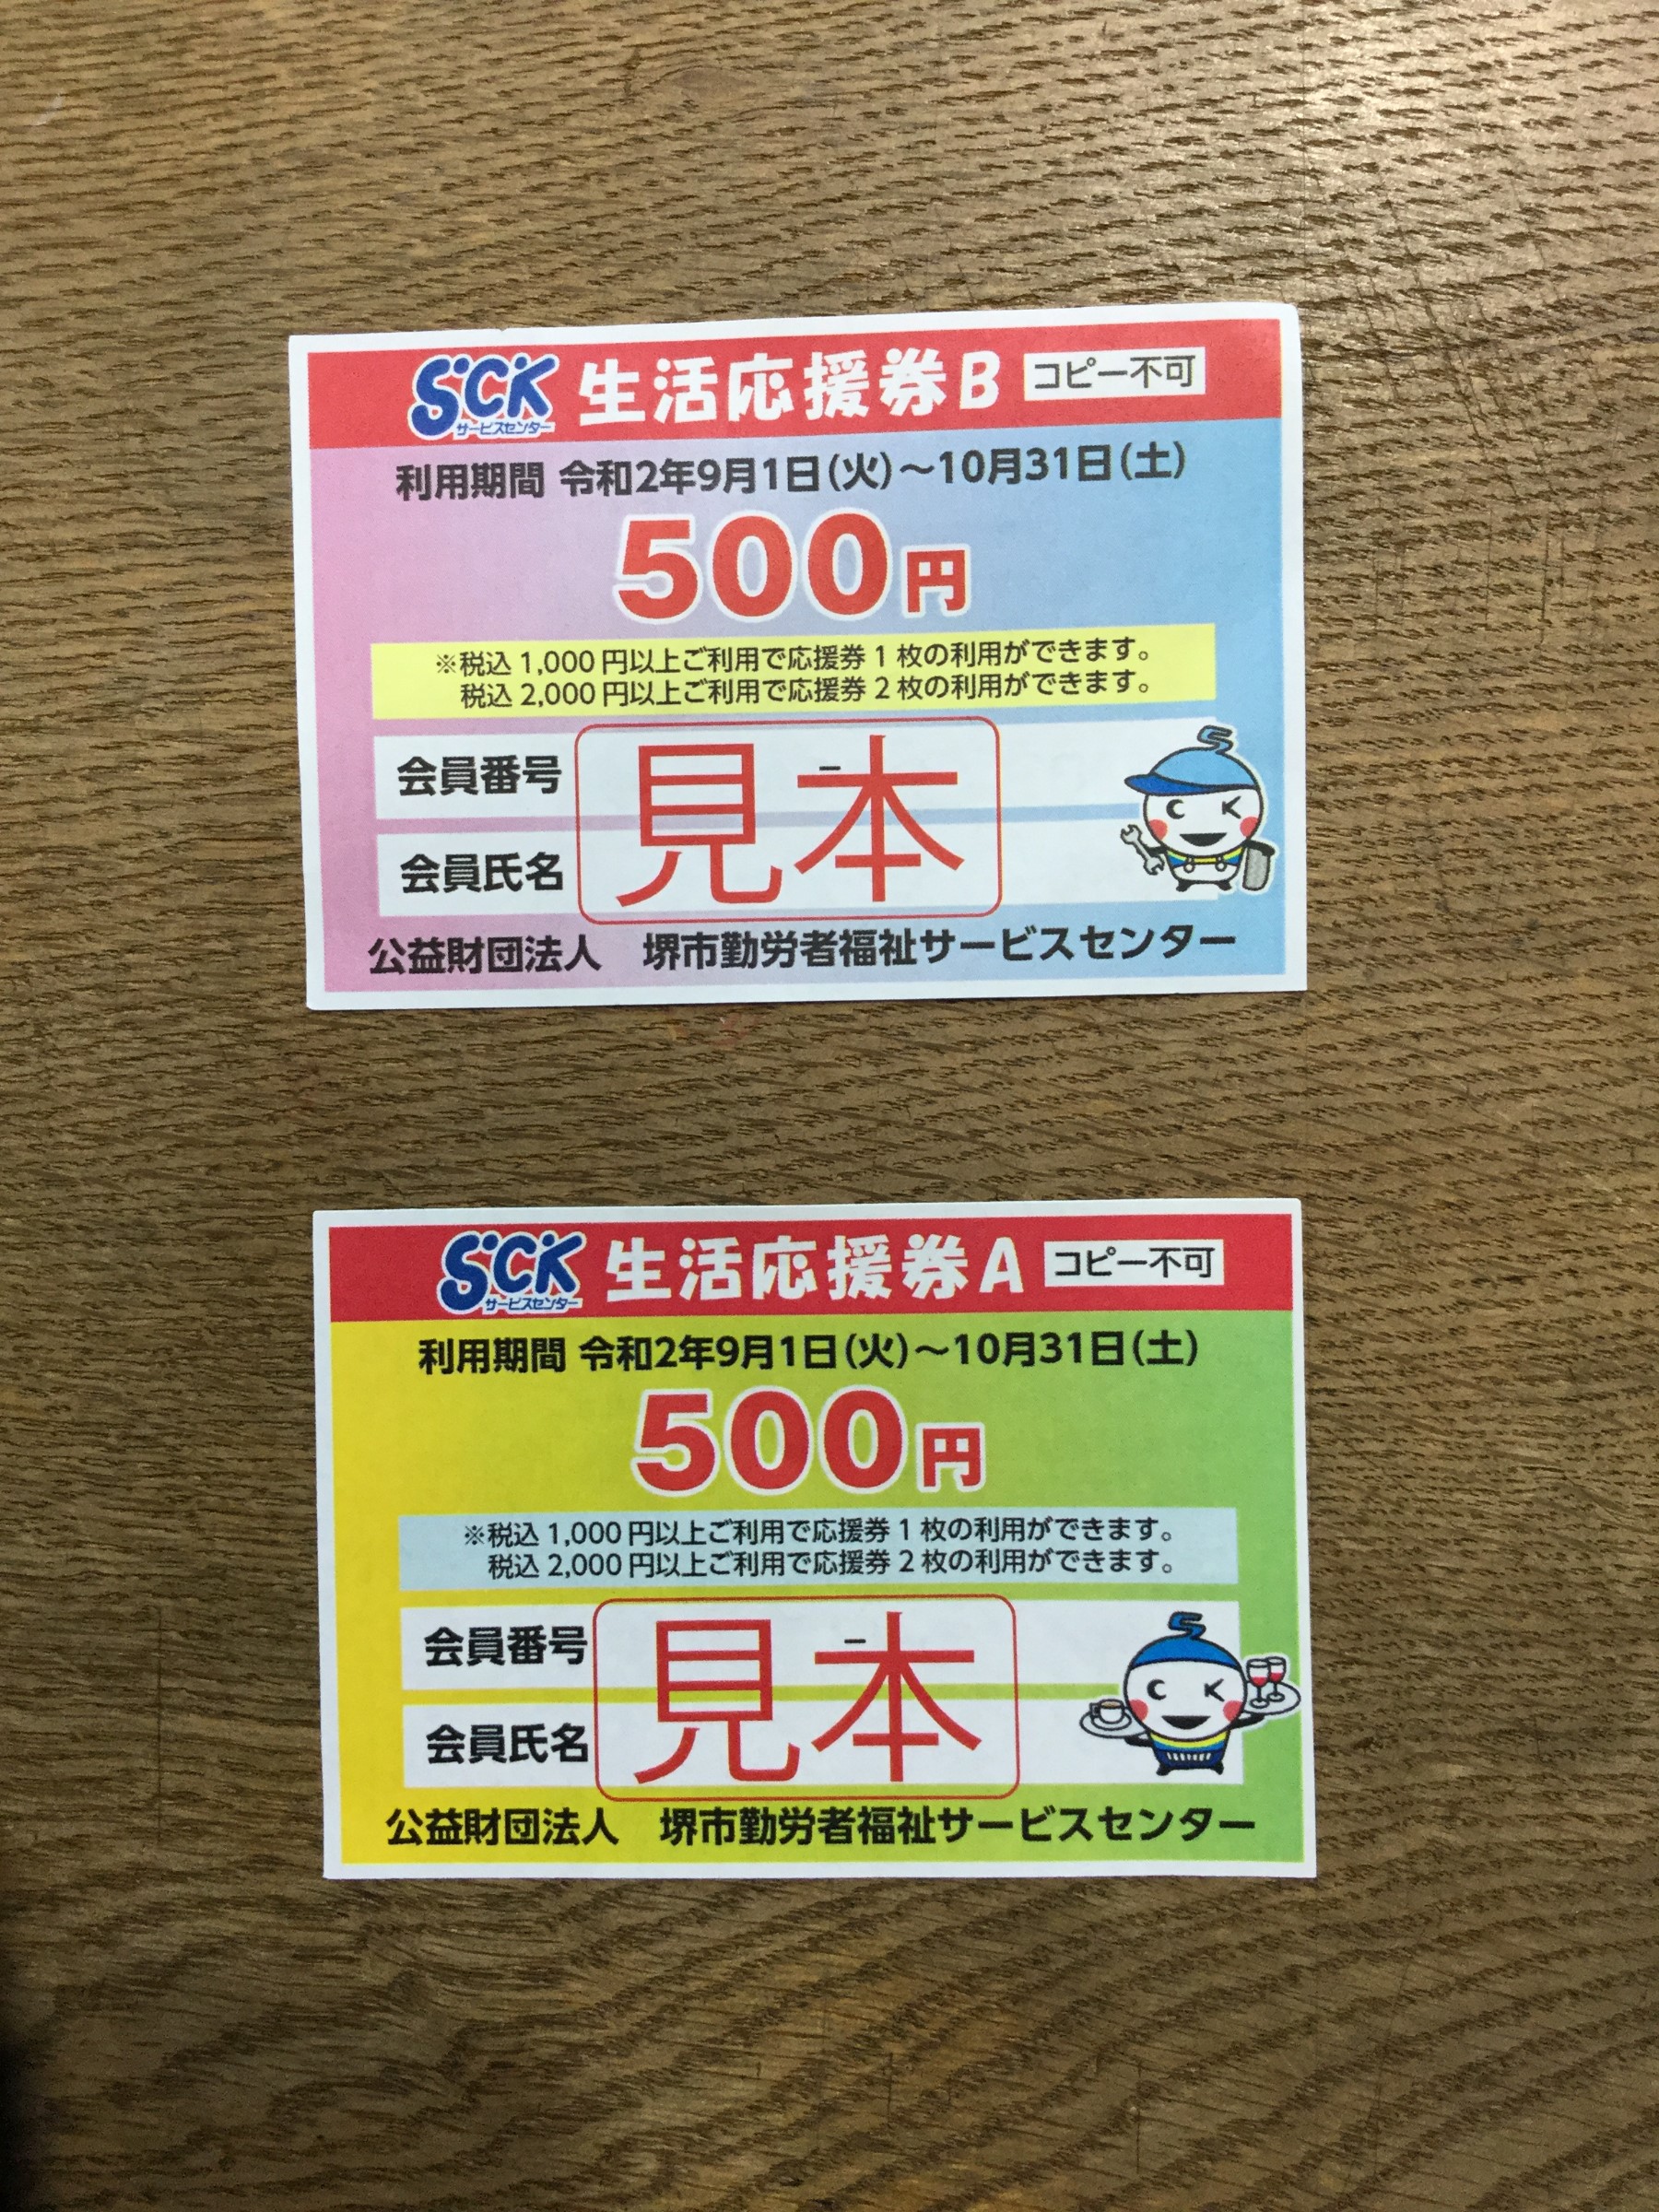 SCK サービスセンター 生活応援券B コピー不可
利用期間 令和2年9月1日(火)～10月31日(土)
500円
※税込 1,000 円以上ご利用で応援券 1 枚の利用ができます。
税込 2,000 円以上ご利用で応援券 2 枚の利用ができます。
会員番号 －
見本
会員氏名
公益財団法人 堺市勤労者福祉サービスセンター
SCK サービスセンター 生活応援券A コピー不可
利用期間 令和2年9月1日(火)～10月31日(土)
500円
※税込 1,000 円以上ご利用で応援券 1 枚の利用ができます。
税込 2,000 円以上ご利用で応援券 2 枚の利用ができます。
会員番号 －
見本
会員氏名
公益財団法人 堺市勤労者福祉サービスセンター